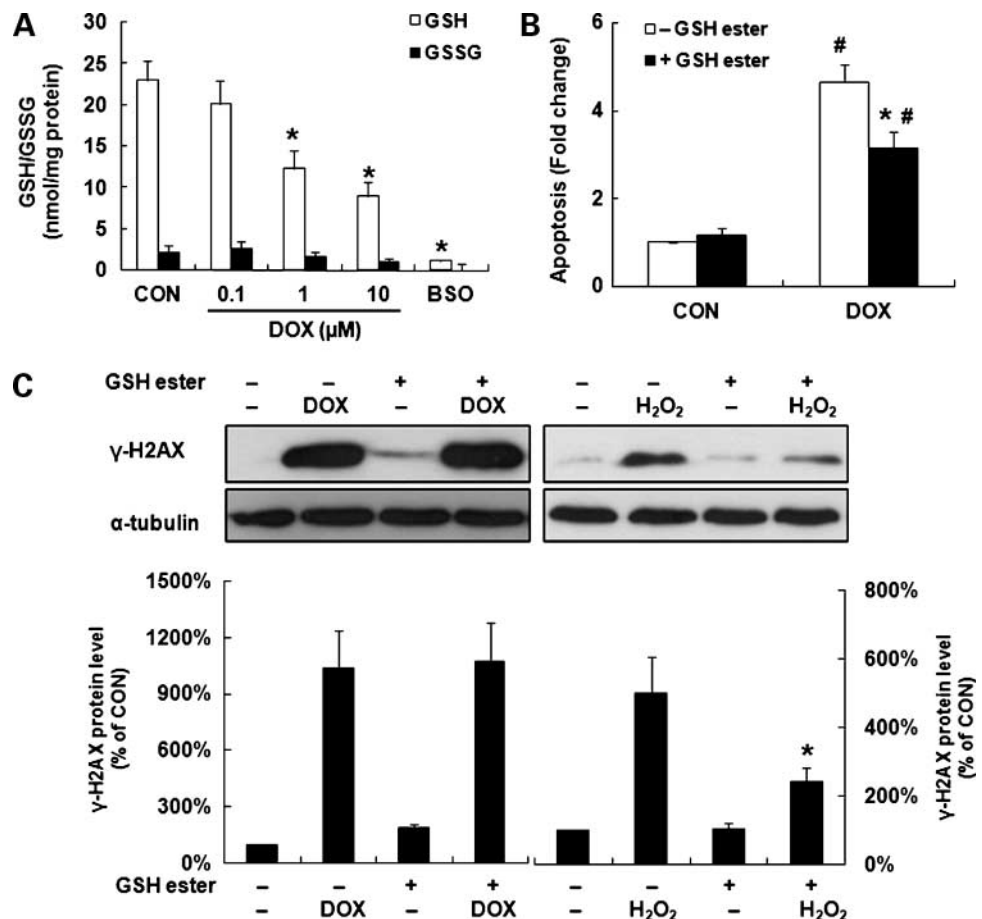 A
30
25
20
15
10
5
0
GSH/GSSG
(nmol/mg protein)
GSH
GSSG
*
*
*
CON
0.1
1
10
BSO
DOX (μM)
B
6
4
2
0
Apoptosis (Fold change)
– GSH ester
+ GSH ester
#
* #
CON
DOX
C
GSH ester – – + + – – + +
– DOX – DOX – H₂O₂ – H₂O₂
γ-H2AX
α-tubulin
1500%
1200%
900%
600%
300%
0%
γ-H2AX protein level
(% of CON)
800%
600%
400%
200%
0%
γ-H2AX protein level
(% of CON)
*
GSH ester – – + + – – + +
– DOX – DOX – H₂O₂ – H₂O₂